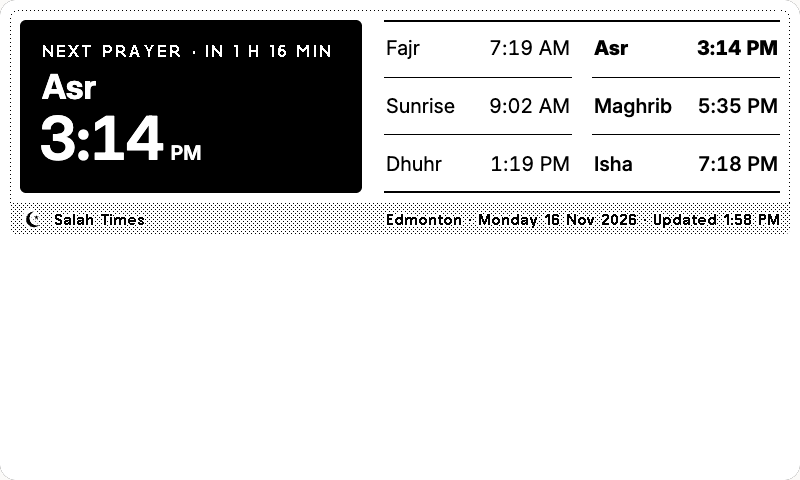 NEXT PRAYER · IN 1 H 16 MIN
Asr
3:14 PM
Fajr 7:19 AM
Sunrise 9:02 AM
Dhuhr 1:19 PM
Asr 3:14 PM
Maghrib 5:35 PM
Isha 7:18 PM
Salah Times
Edmonton · Monday 16 Nov 2026 · Updated 1:58 PM